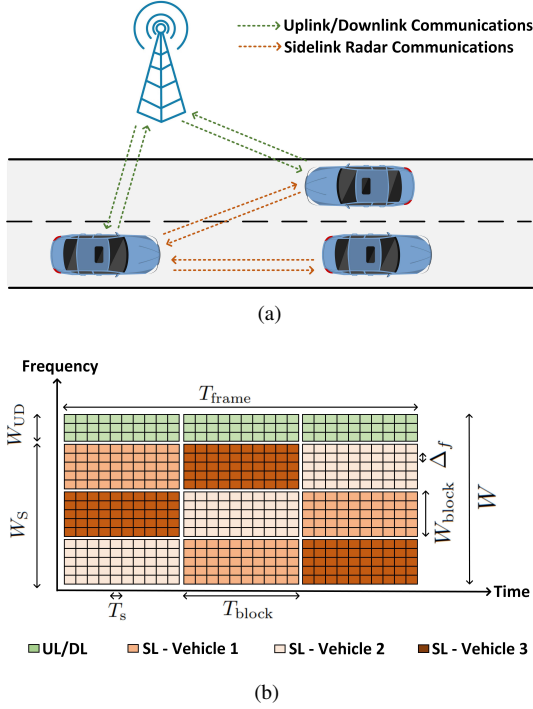 Uplink/Downlink Communications
Sidelink Radar Communications
(a)
Frequency
T_frame
W_UD
Δ_f
W_S
W_block
W
Time
T_s
T_block
UL/DL
SL - Vehicle 1
SL - Vehicle 2
SL - Vehicle 3
(b)